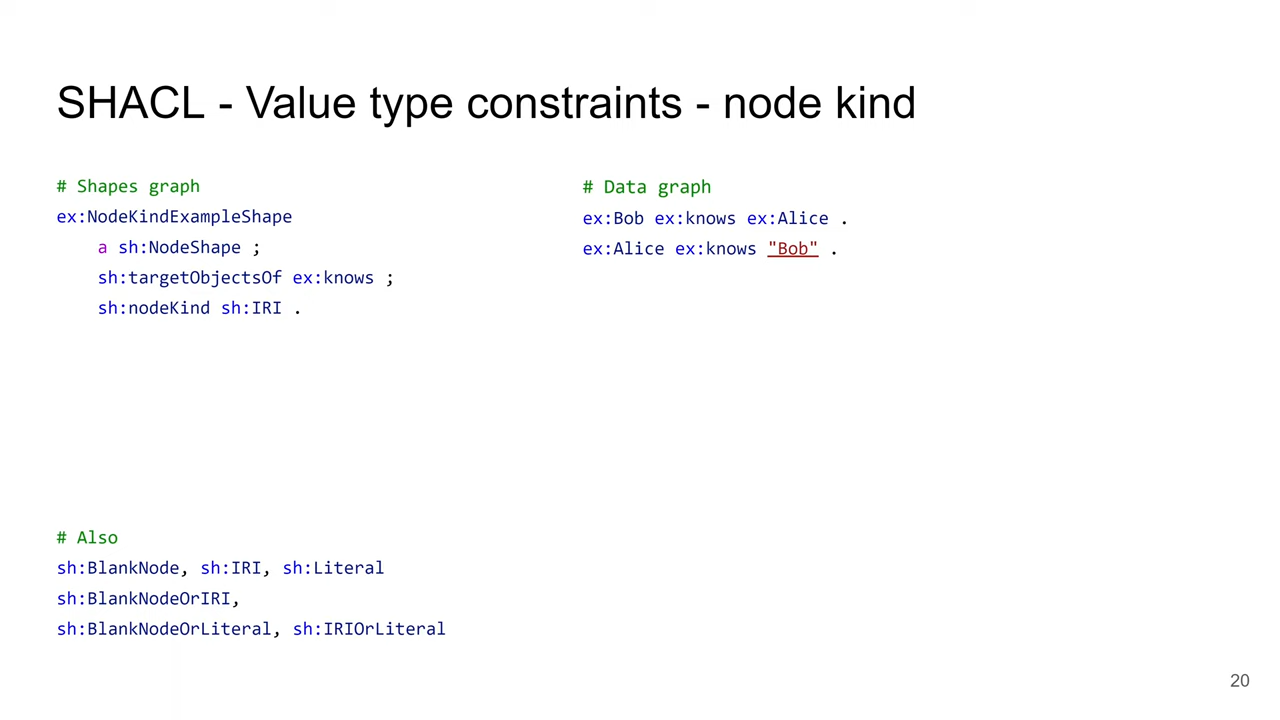 SHACL - Value type constraints - node kind
# Shapes graph
ex:NodeKindExampleShape
    a sh:NodeShape ;
    sh:targetObjectsOf ex:knows ;
    sh:nodeKind sh:IRI .
# Data graph
ex:Bob ex:knows ex:Alice .
ex:Alice ex:knows "Bob" .
# Also
sh:BlankNode, sh:IRI, sh:Literal
sh:BlankNodeOrIRI,
sh:BlankNodeOrLiteral, sh:IRIOrLiteral
20